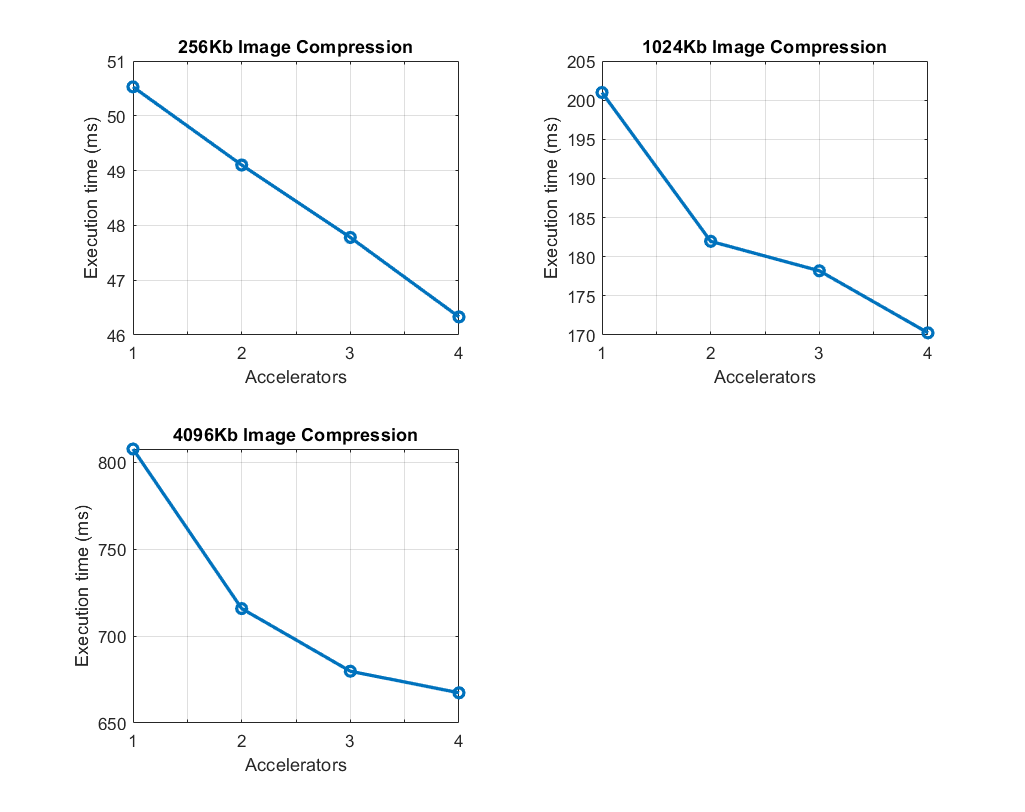 256Kb Image Compression
51
50
49
48
47
46
Execution time (ms)
1 2 3 4
Accelerators
1024Kb Image Compression
205
200
195
190
185
180
175
170
Execution time (ms)
1 2 3 4
Accelerators
4096Kb Image Compression
800
750
700
650
Execution time (ms)
1 2 3 4
Accelerators